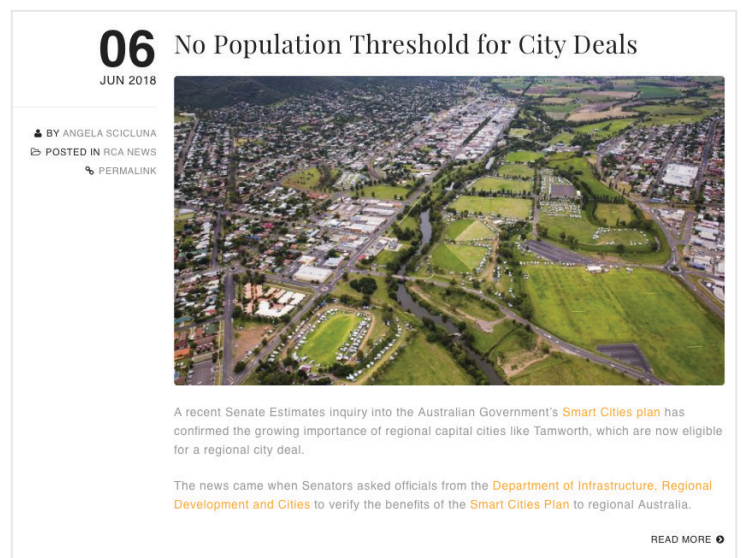 06
JUN 2018
BY ANGELA SCICLUNA
POSTED IN RCA NEWS
PERMALINK
No Population Threshold for City Deals
A recent Senate Estimates inquiry into the Australian Government's Smart Cities plan has
confirmed the growing importance of regional capital cities like Tamworth, which are now eligible
for a regional city deal.
The news came when Senators asked officials from the Department of Infrastructure, Regional
Development and Cities to verify the benefits of the Smart Cities Plan to regional Australia.
READ MORE